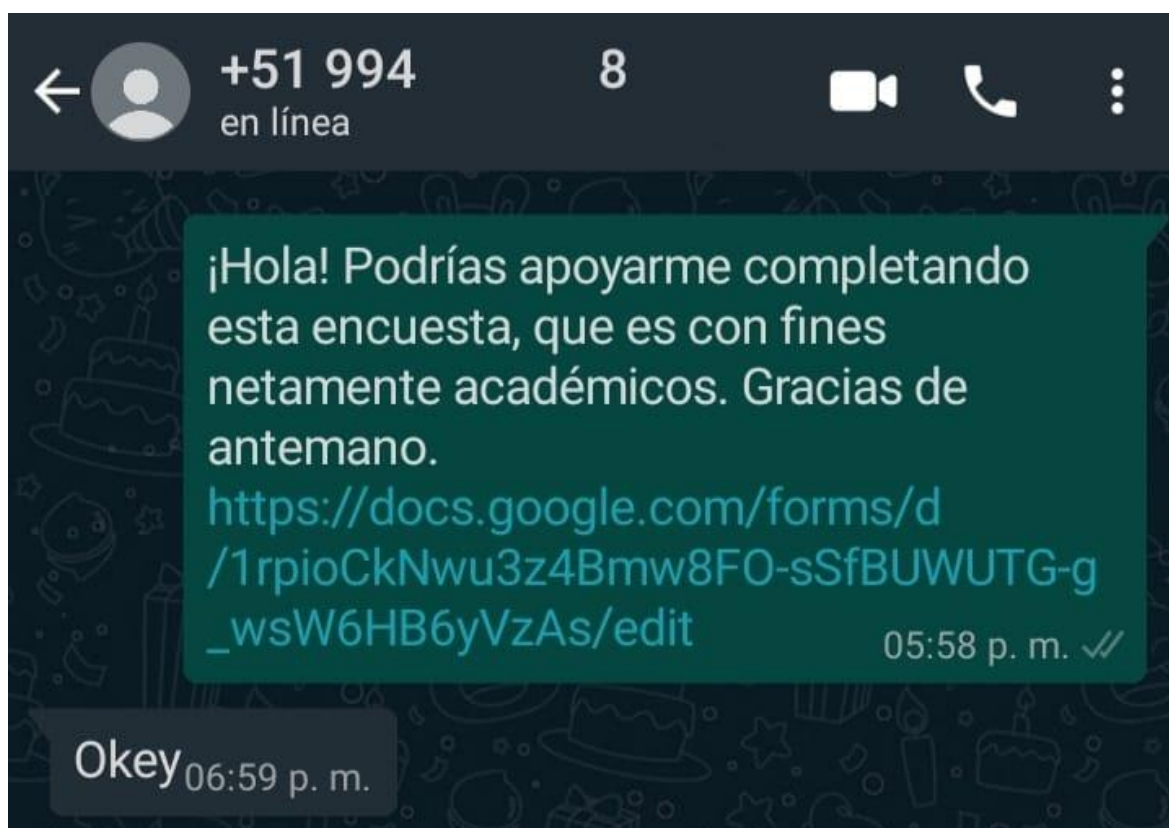 +51 994 8
en línea
¡Hola! Podrías apoyarme completando
esta encuesta, que es con fines
netamente académicos. Gracias de
antemano.
https://docs.google.com/forms/d
/1rpioCkNwu3z4Bmw8FO-sSfBUWUTG-g
_wsW6HB6yVzAs/edit
05:58 p. m.
Okey
06:59 p. m.